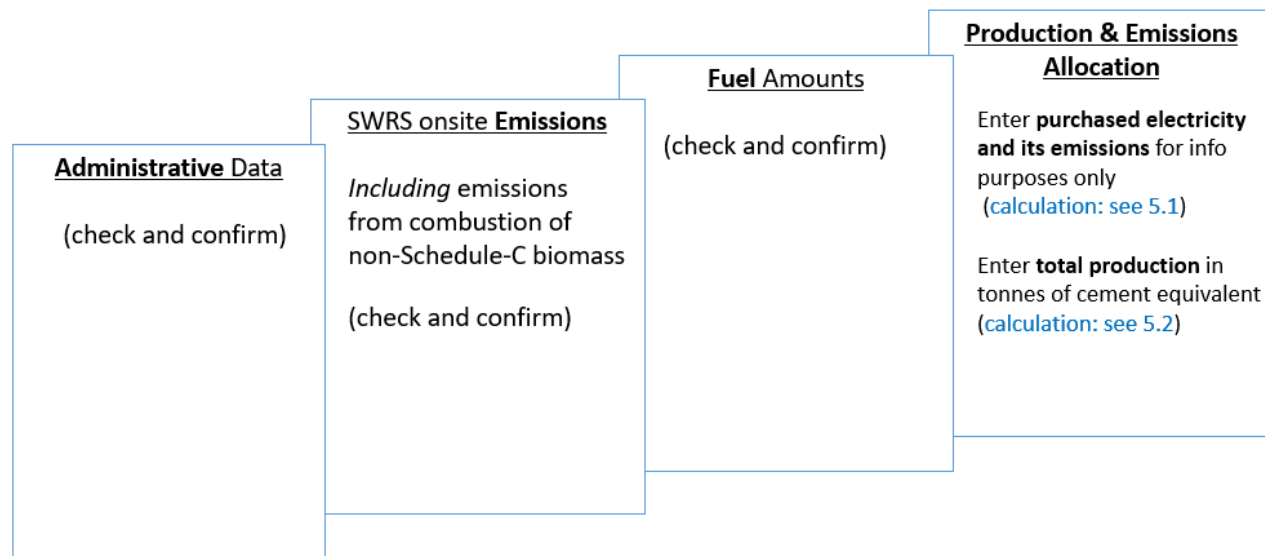 Administrative Data
(check and confirm)
SWRS onsite Emissions
Including emissions
from combustion of
non-Schedule-C biomass
(check and confirm)
Fuel Amounts
(check and confirm)
Production & Emissions
Allocation
Enter purchased electricity
and its emissions for info
purposes only
(calculation: see 5.1)
Enter total production in
tonnes of cement equivalent
(calculation: see 5.2)